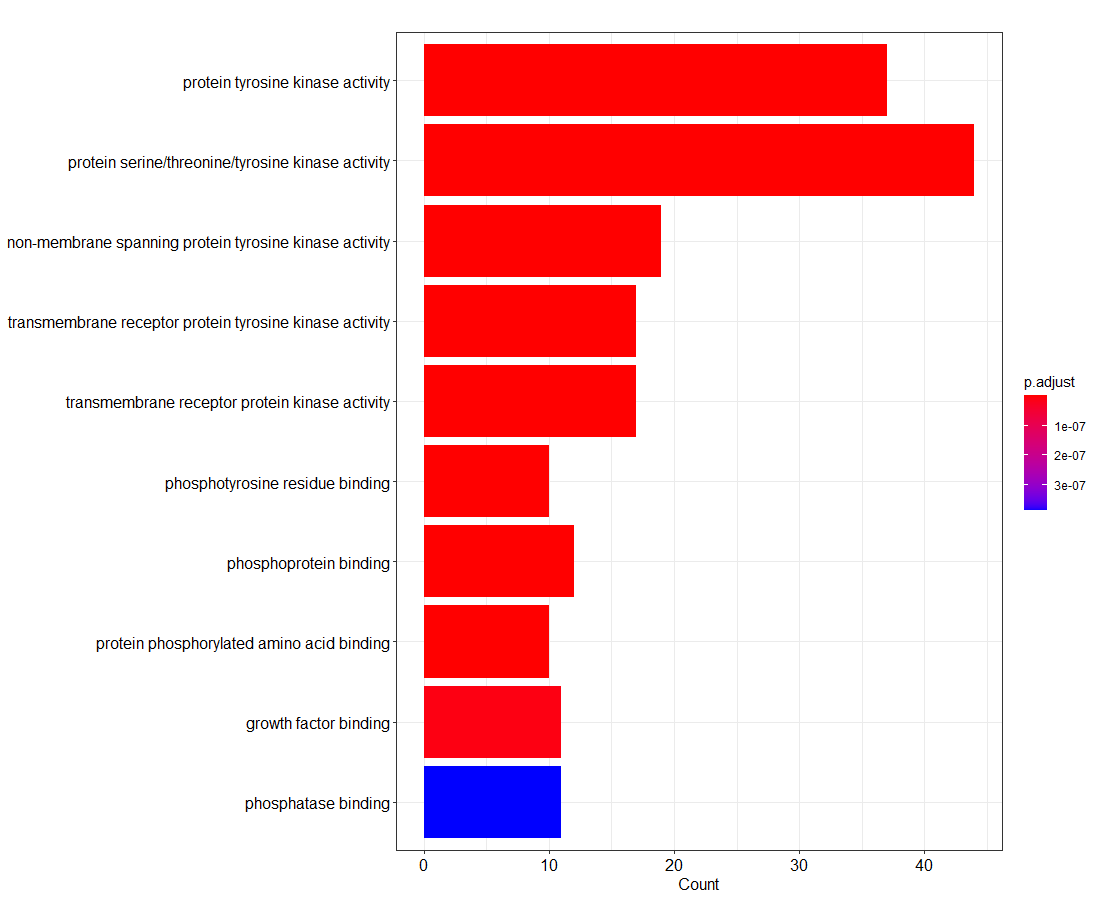 protein tyrosine kinase activity
protein serine/threonine/tyrosine kinase activity
non-membrane spanning protein tyrosine kinase activity
transmembrane receptor protein tyrosine kinase activity
transmembrane receptor protein kinase activity
phosphotyrosine residue binding
phosphoprotein binding
protein phosphorylated amino acid binding
growth factor binding
phosphatase binding
0 10 20 30 40
Count
p.adjust
1e-07
2e-07
3e-07